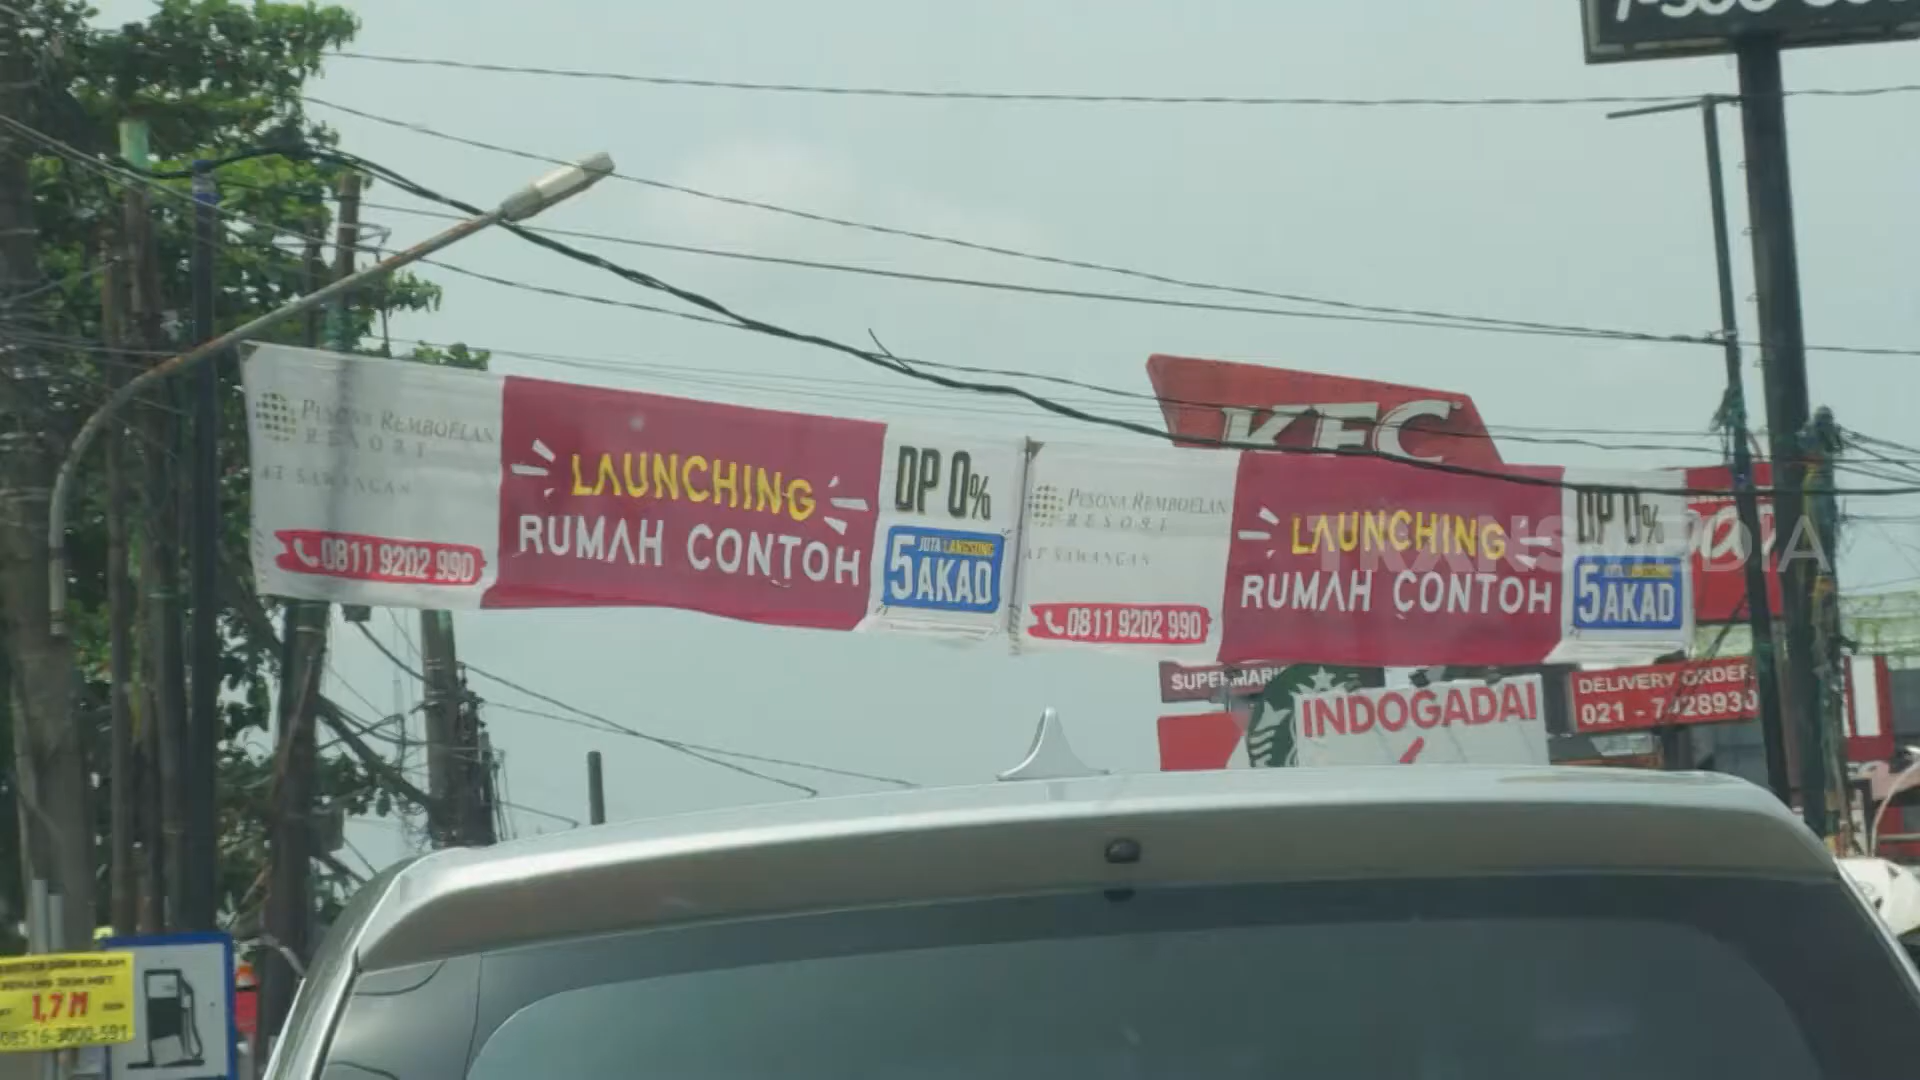 PESONA REMBOELAN
RESORT
AT SAWANGAN
0811 9202 990
LAUNCHING
RUMAH CONTOH
DP 0%
5 JUTA LANGSUNG
AKAD
PESONA REMBOELAN
RESORT
AT SAWANGAN
0811 9202 990
LAUNCHING
RUMAH CONTOH
DP 0%
5 JUTA LANGSUNG
AKAD
KFC
TRANSMEDIA
SUPERMARK
INDOGADAI
DELIVERY ORDER
021 - 7428930
1,7 M
08516-3000-591